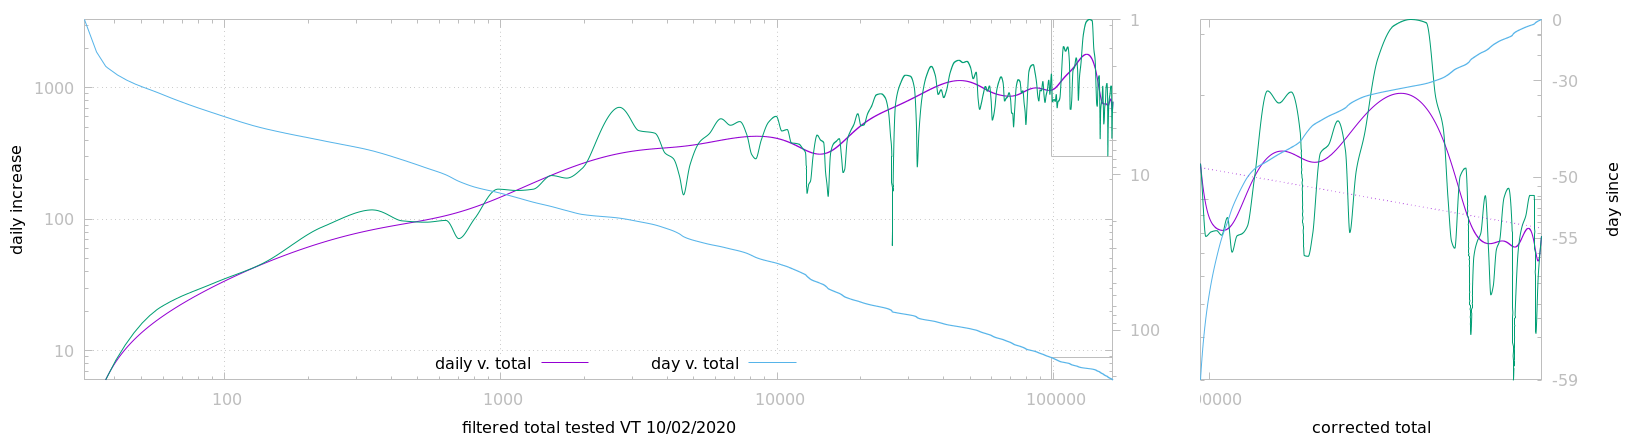 daily increase
1000
100
10
100
1000
10000
100000
filtered total tested VT 10/02/2020
daily v. total
day v. total
1
10
100
00000
corrected total
0
-30
-50
-55
-59
day since